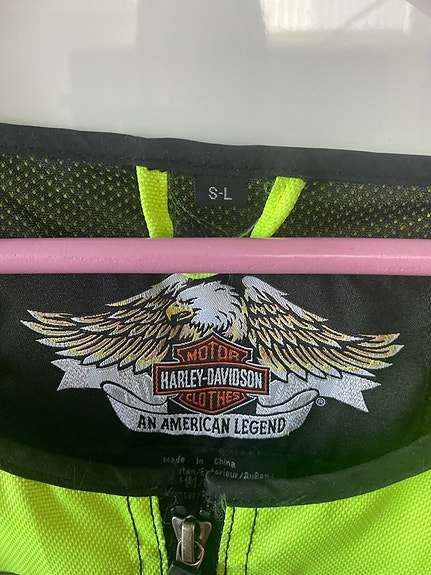 S-L
MOTOR
HARLEY-DAVIDSON
CLOTHES
®
AN AMERICAN LEGEND
Made in China